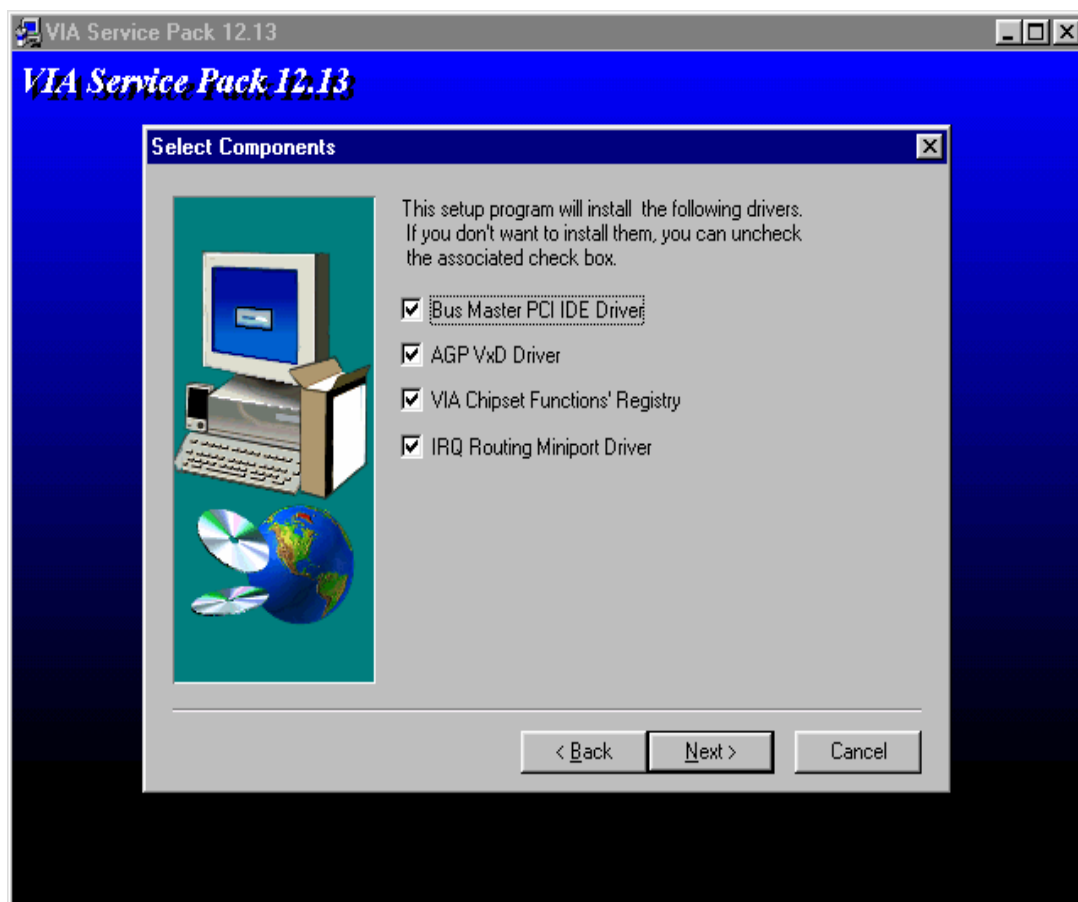 VIA Service Pack 12.13
VIA Service Pack 12.13
Select Components
This setup program will install the following drivers.
If you don't want to install them, you can uncheck
the associated check box.
Bus Master PCI IDE Driver
AGP VxD Driver
VIA Chipset Functions' Registry
IRQ Routing Miniport Driver
< Back Next > Cancel